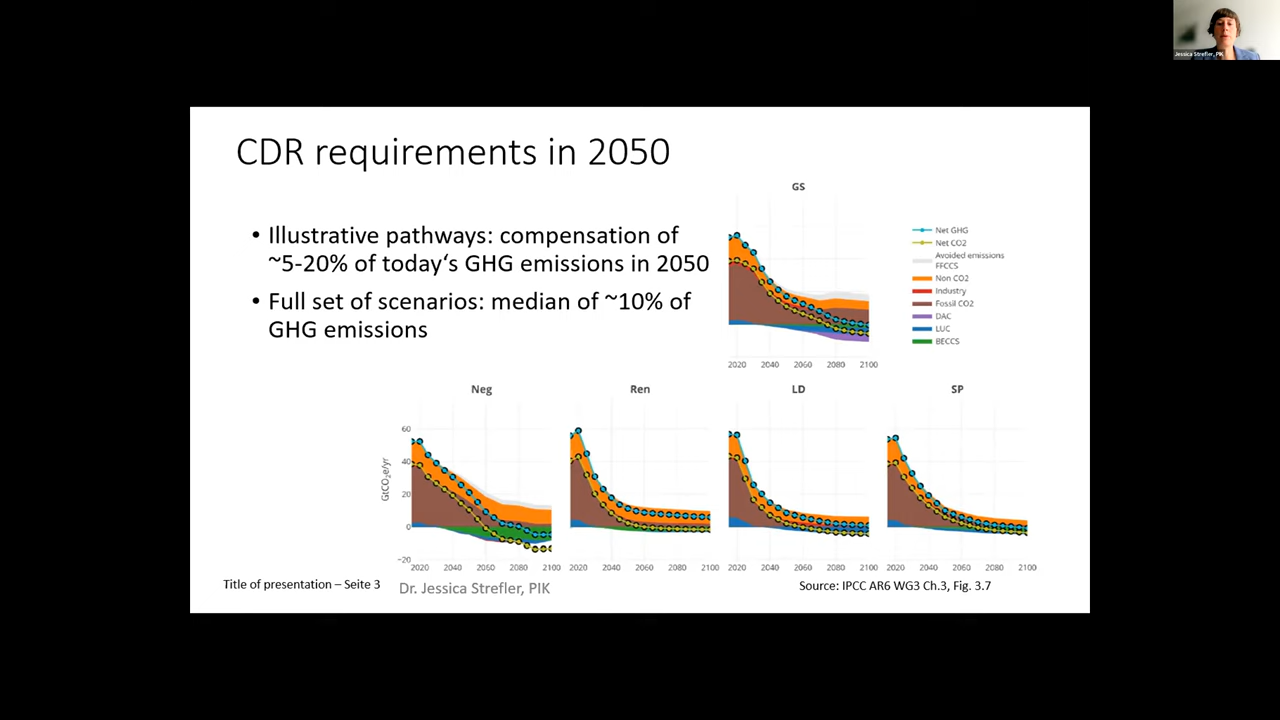 Jessica Strefler, PIK
CDR requirements in 2050
• Illustrative pathways: compensation of
~5-20% of today‘s GHG emissions in 2050
• Full set of scenarios: median of ~10% of
GHG emissions
GS
2020 2040 2060 2080 2100
Net GHG
Net CO2
Avoided emissions
FFCCS
Non CO2
Industry
Fossil CO2
DAC
LUC
BECCS
Neg
Ren
LD
SP
GtCO₂e/yr
60
40
20
0
−20
2020 2040 2060 2080 2100
2020 2040 2060 2080 2100
2020 2040 2060 2080 2100
2020 2040 2060 2080 2100
Title of presentation – Seite 3
Dr. Jessica Strefler, PIK
Source: IPCC AR6 WG3 Ch.3, Fig. 3.7